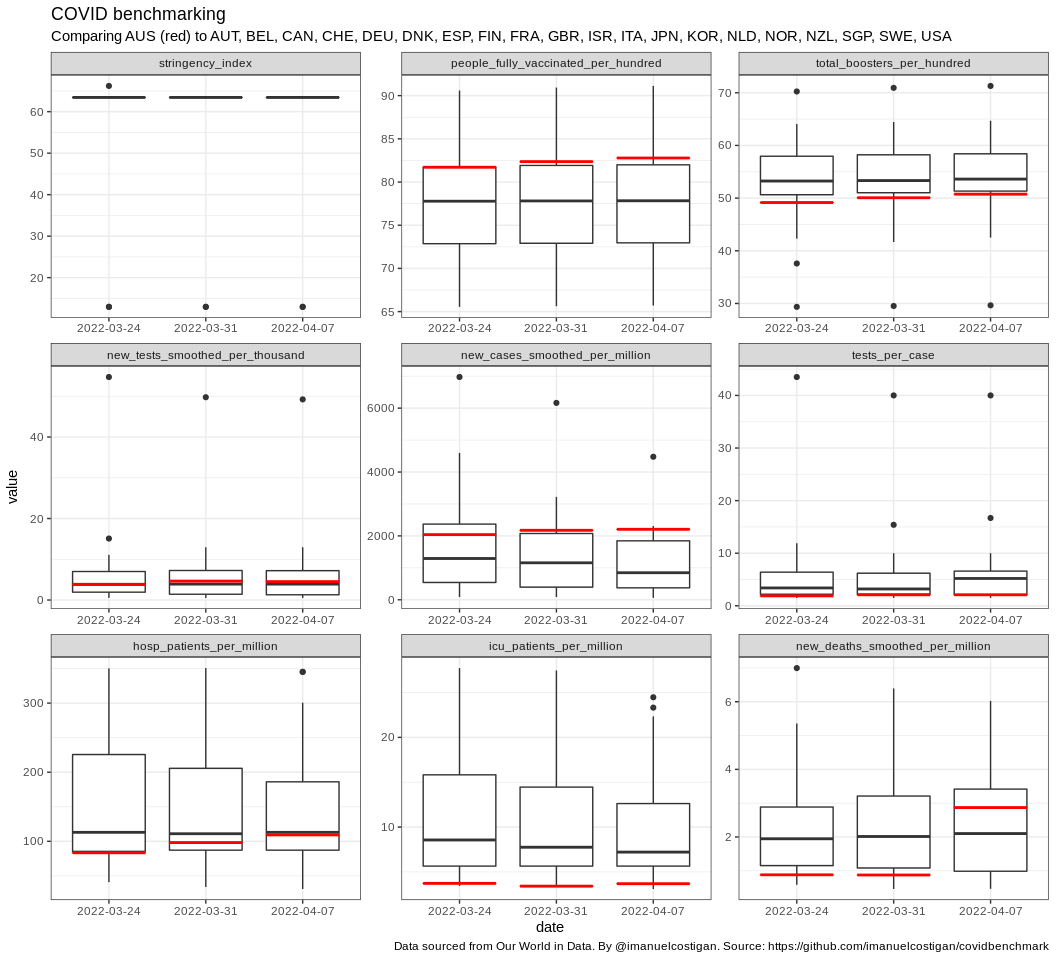 COVID benchmarking
Comparing AUS (red) to AUT, BEL, CAN, CHE, DEU, DNK, ESP, FIN, FRA, GBR, ISR, ITA, JPN, KOR, NLD, NOR, NZL, SGP, SWE, USA
stringency_index
60
50
40
30
20
2022-03-24 2022-03-31 2022-04-07
people_fully_vaccinated_per_hundred
90
85
80
75
70
65
2022-03-24 2022-03-31 2022-04-07
total_boosters_per_hundred
70
60
50
40
30
2022-03-24 2022-03-31 2022-04-07
value
new_tests_smoothed_per_thousand
40
20
0
2022-03-24 2022-03-31 2022-04-07
new_cases_smoothed_per_million
6000
4000
2000
0
2022-03-24 2022-03-31 2022-04-07
tests_per_case
40
30
20
10
0
2022-03-24 2022-03-31 2022-04-07
hosp_patients_per_million
300
200
100
2022-03-24 2022-03-31 2022-04-07
icu_patients_per_million
20
10
2022-03-24 2022-03-31 2022-04-07
new_deaths_smoothed_per_million
6
4
2
2022-03-24 2022-03-31 2022-04-07
date
Data sourced from Our World in Data. By @imanuelcostigan. Source: https://github.com/imanuelcostigan/covidbenchmark